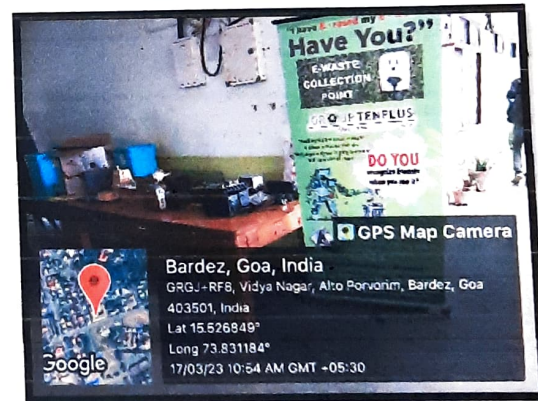 Have You?"
E-WASTE
COLLECTION
POINT
GROUPTENPLUS
DO YOU
GPS Map Camera
Bardez, Goa, India
GRGJ+RF8, Vidya Nagar, Alto Porvorim, Bardez, Goa
403501, India
Lat 15.526849°
Long 73.831184°
17/03/23 10:54 AM GMT +05:30
Google